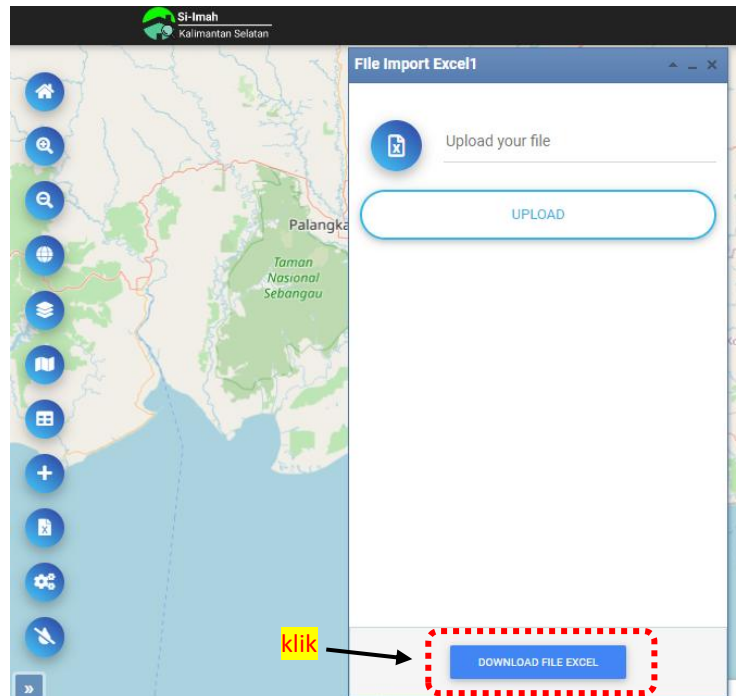 Si-Imah
Kalimantan Selatan
FIle Import Excel1
Upload your file
UPLOAD
Palangka
Taman
Nasional
Sebangau
klik
DOWNLOAD FILE EXCEL